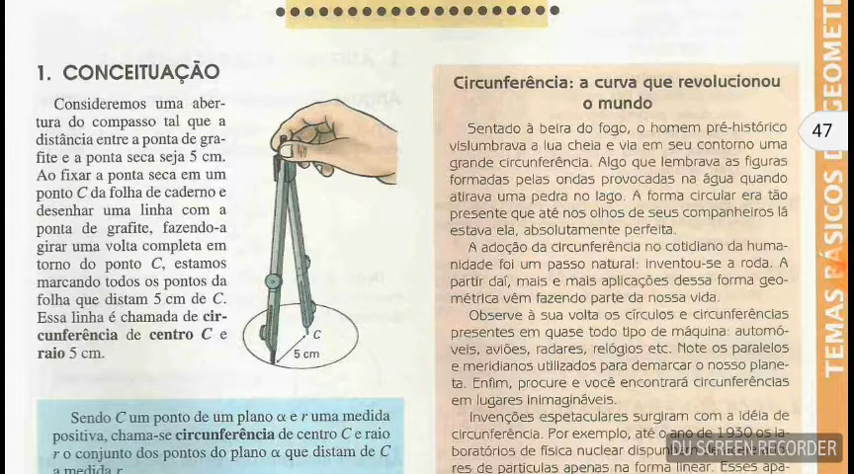 1. CONCEITUAÇÃO
Consideremos uma aber-
tura do compasso tal que a
distância entre a ponta de gra-
fite e a ponta seca seja 5 cm.
Ao fixar a ponta seca em um
ponto C da folha de caderno e
desenhar uma linha com a
ponta de grafite, fazendo-a
girar uma volta completa em
torno do ponto C, estamos
marcando todos os pontos da
folha que distam 5 cm de C.
Essa linha é chamada de cir-
cunferência de centro C e
raio 5 cm.
C
5 cm
Sendo C um ponto de um plano α e r uma medida
positiva, chama-se circunferência de centro C e raio
r o conjunto dos pontos do plano α que distam de C
a medida r.
Circunferência: a curva que revolucionou
o mundo
Sentado à beira do fogo, o homem pré-histórico
vislumbrava a lua cheia e via em seu contorno uma
grande circunferência. Algo que lembrava as figuras
formadas pelas ondas provocadas na água quando
atirava uma pedra no lago. A forma circular era tão
presente que até nos olhos de seus companheiros lá
estava ela, absolutamente perfeita.
A adoção da circunferência no cotidiano da huma-
nidade foi um passo natural: inventou-se a roda. A
partir daí, mais e mais aplicações dessa forma geo-
métrica vêm fazendo parte da nossa vida.
Observe à sua volta os círculos e circunferências
presentes em quase todo tipo de máquina: automó-
veis, aviões, radares, relógios etc. Note os paralelos
e meridianos utilizados para demarcar o nosso plane-
ta. Enfim, procure e você encontrará circunferências
em lugares inimagináveis.
Invenções espetaculares surgiram com a idéia de
circunferência. Por exemplo, até o ano de 1930 os la-
boratórios de física nuclear
res de partículas apenas na forma linear. Esses apa-
47
TEMAS BÁSICOS
DU SCREEN RECORDER